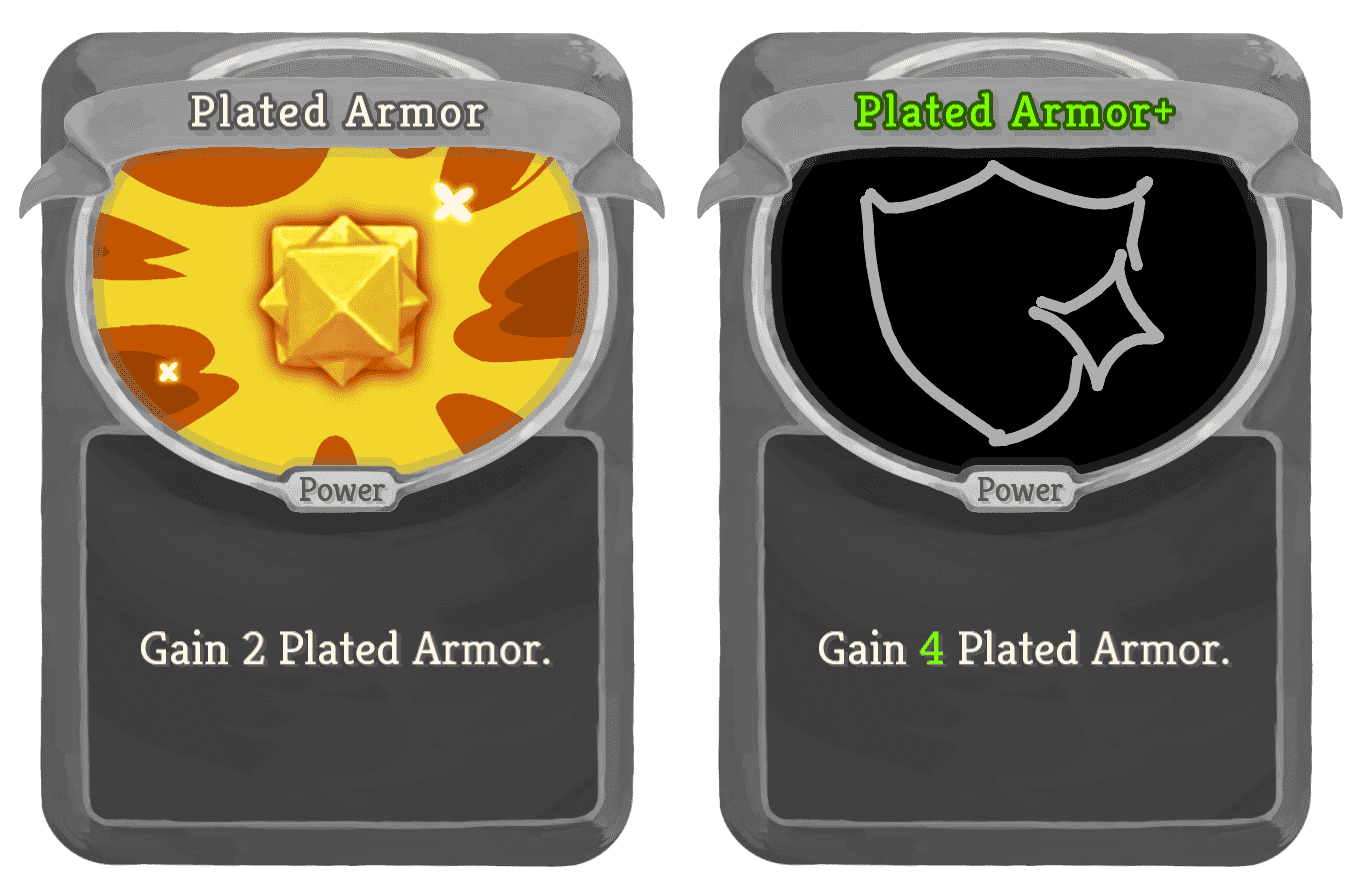 Plated Armor
Power
Gain 2 Plated Armor.
Plated Armor+
Power
Gain 4 Plated Armor.